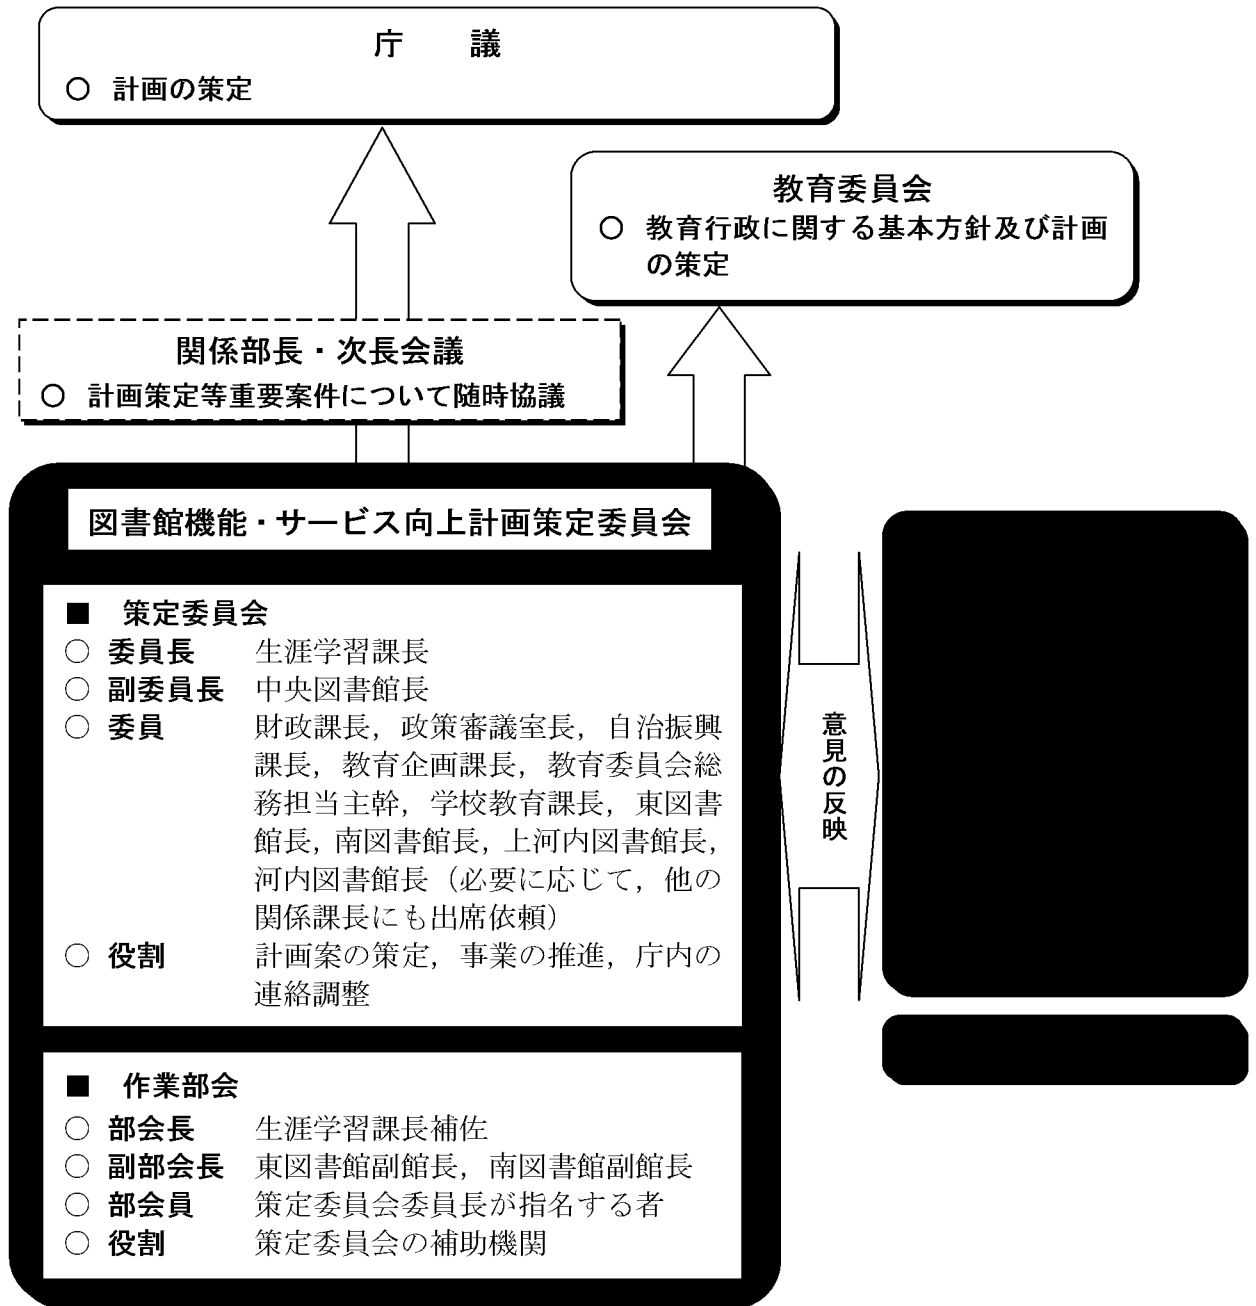 庁　　議
○ 計画の策定
教育委員会
○ 教育行政に関する基本方針及び計画
の策定
関係部長・次長会議
○ 計画策定等重要案件について随時協議
図書館機能・サービス向上計画策定委員会
■ 策定委員会
○ 委員長 生涯学習課長
○ 副委員長 中央図書館長
○ 委員 財政課長，政策審議室長，自治振興
課長，教育企画課長，教育委員会総
務担当主幹，学校教育課長，東図書
館長，南図書館長，上河内図書館長，
河内図書館長（必要に応じて，他の
関係課長にも出席依頼）
○ 役割 計画案の策定，事業の推進，庁内の
連絡調整
■ 作業部会
○ 部会長 生涯学習課長補佐
○ 副部会長 東図書館副館長，南図書館副館長
○ 部会員 策定委員会委員長が指名する者
○ 役割 策定委員会の補助機関
意見の反映